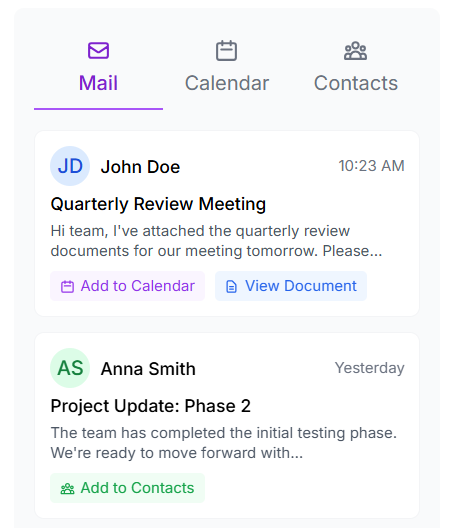 Mail Calendar Contacts
JD John Doe 10:23 AM
Quarterly Review Meeting
Hi team, I've attached the quarterly review
documents for our meeting tomorrow. Please...
Add to Calendar View Document
AS Anna Smith Yesterday
Project Update: Phase 2
The team has completed the initial testing phase.
We're ready to move forward with...
Add to Contacts